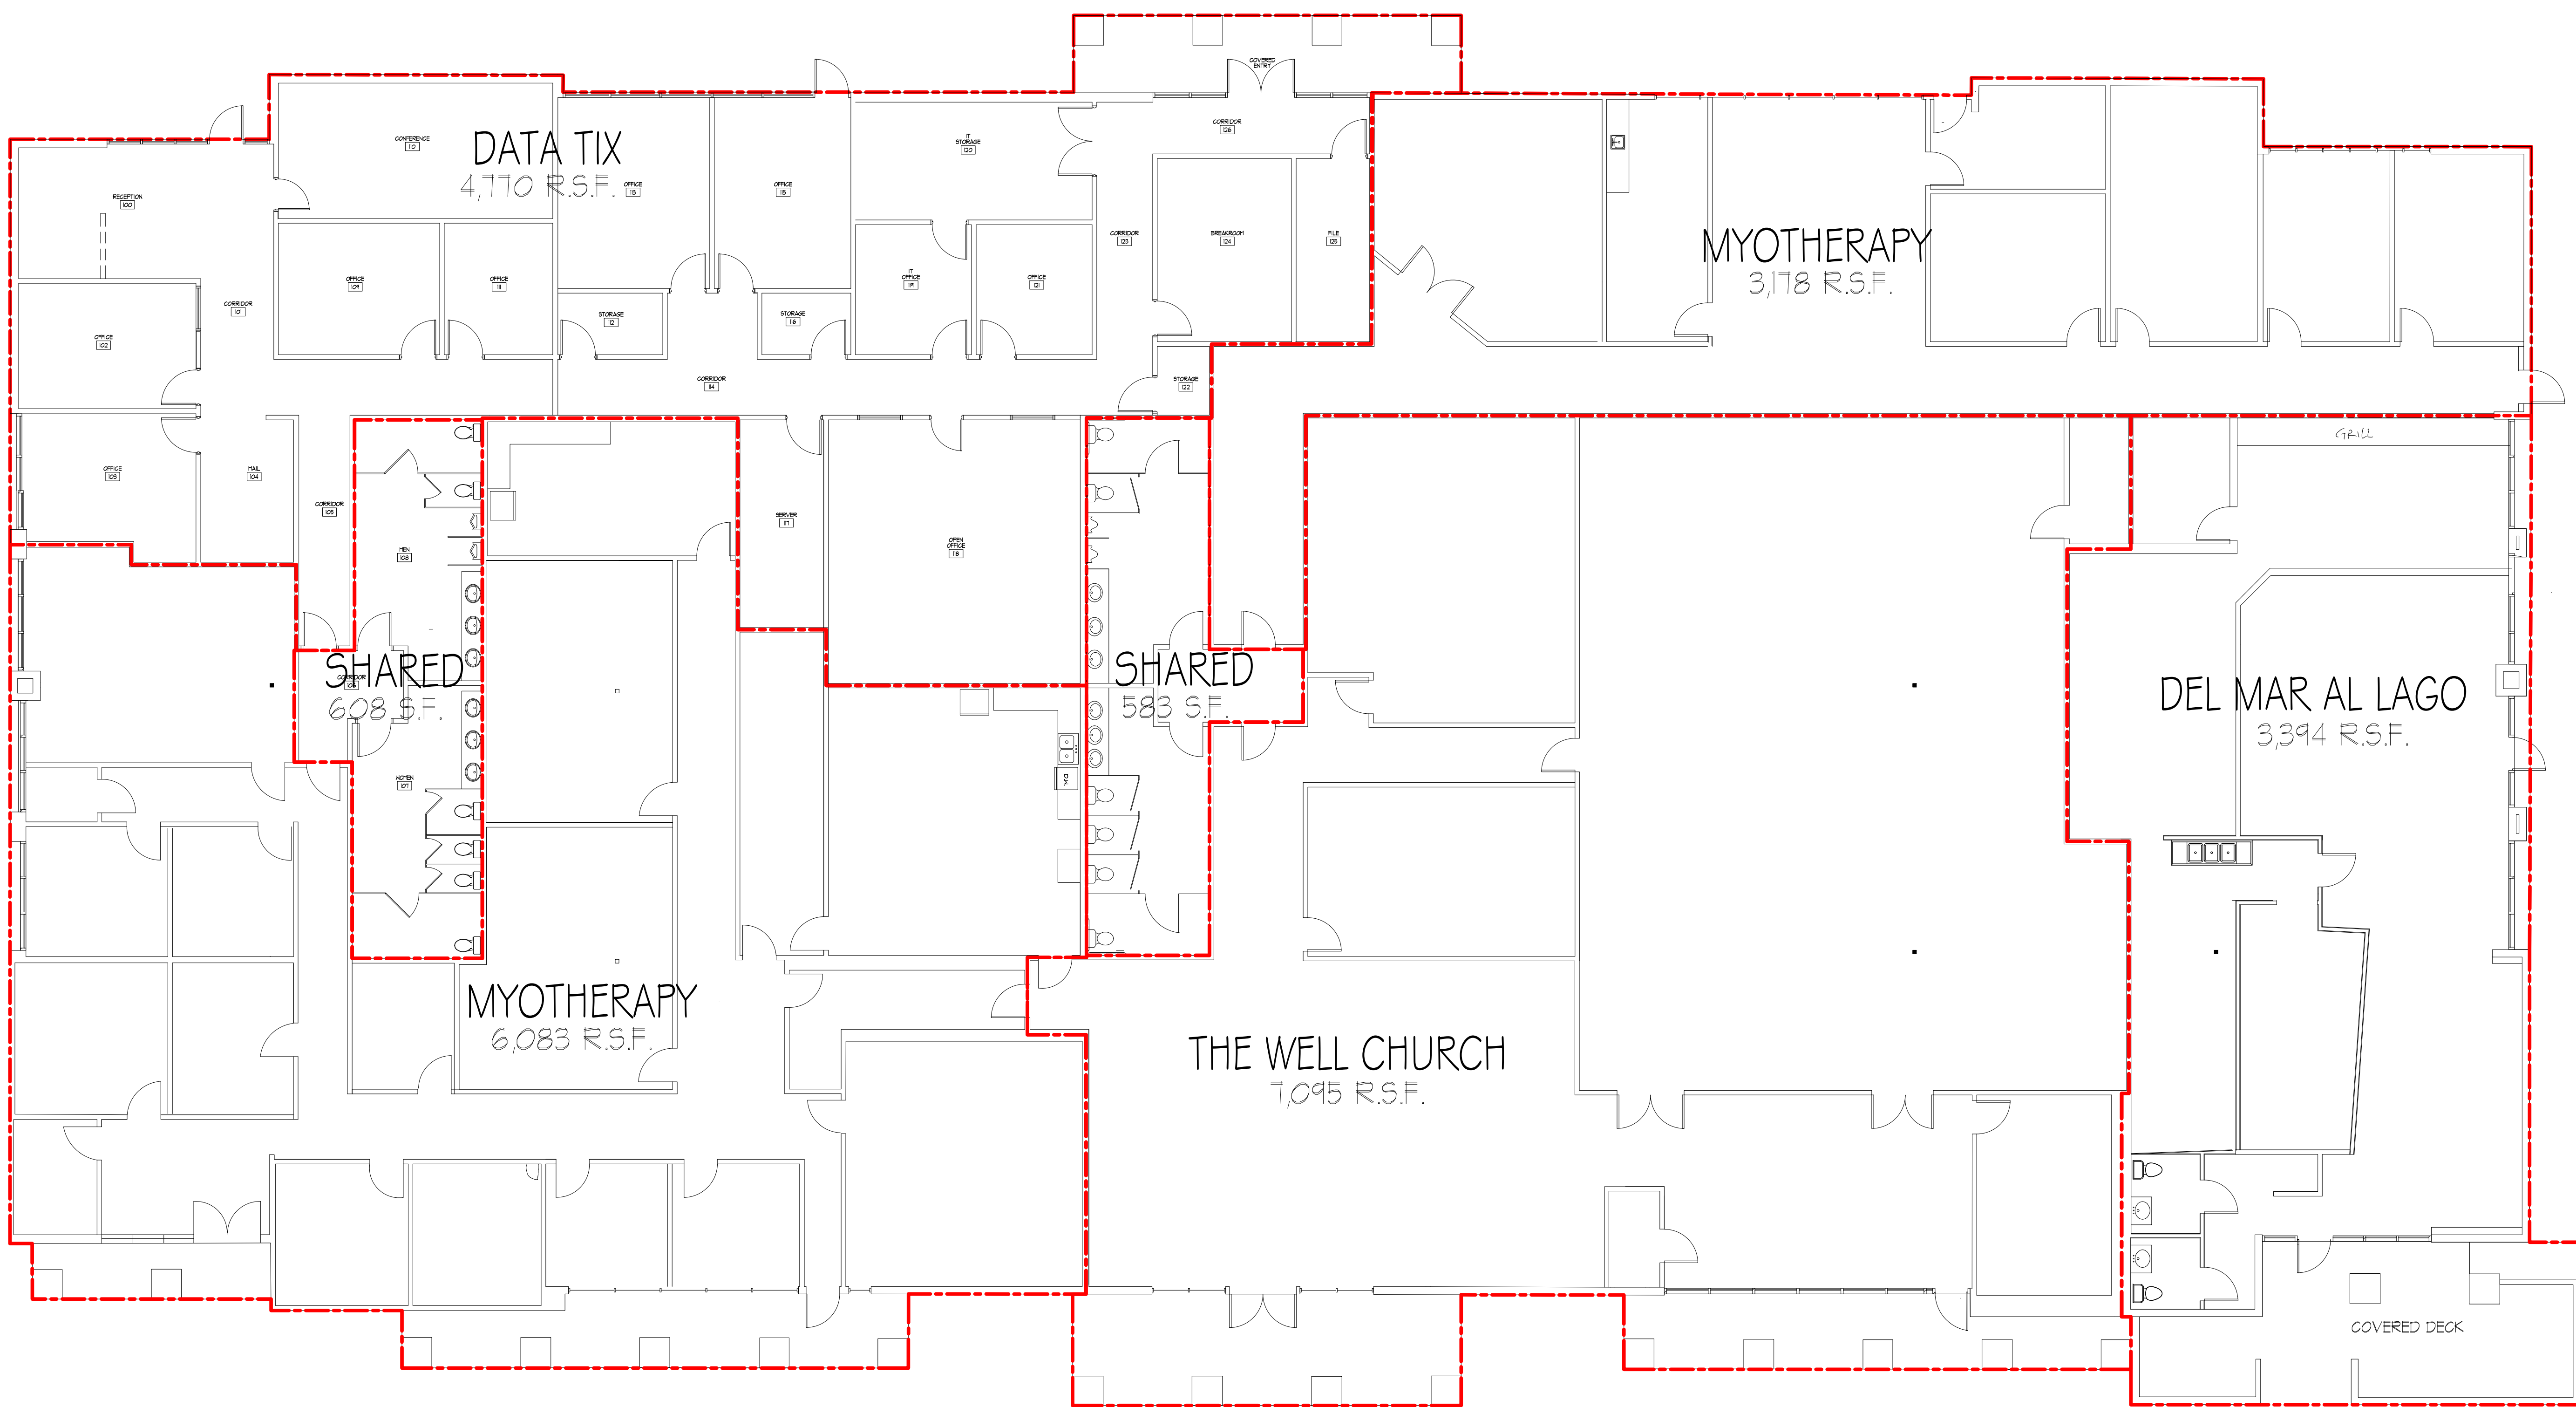 COVERED
ENTRY
CONFERENCE
110
DATA TIX
4,770 R.S.F.
OFFICE
113
OFFICE
115
IT
STORAGE
120
CORRIDOR
126
RECEPTION
100
CORRIDOR
123
BREAKROOM
124
FILE
125
MYOTHERAPY
3,178 R.S.F.
OFFICE
109
OFFICE
111
IT
OFFICE
119
OFFICE
121
CORRIDOR
101
STORAGE
112
STORAGE
116
OFFICE
102
CORRIDOR
114
STORAGE
122
GRILL
OFFICE
103
MAIL
104
CORRIDOR
105
SERVER
117
OPEN
OFFICE
118
MEN
108
SHARED
CORRIDOR
106
608 S.F.
SHARED
583 S.F.
DEL MAR AL LAGO
3,394 R.S.F.
WOMEN
107
D.W.
MYOTHERAPY
6,083 R.S.F.
THE WELL CHURCH
7,095 R.S.F.
COVERED DECK